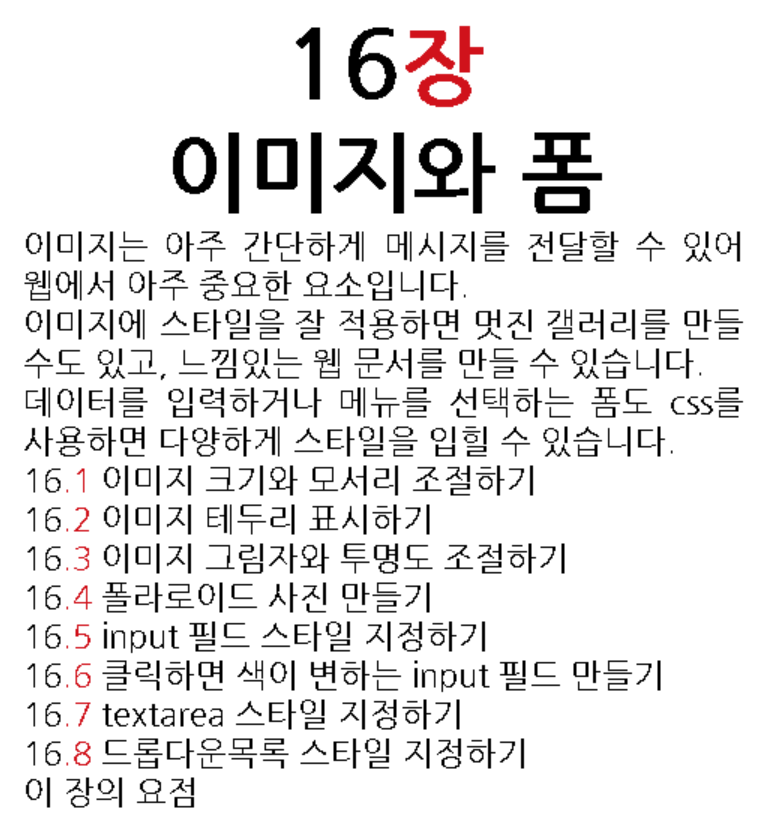 16장
이미지와 폼
이미지는 아주 간단하게 메시지를 전달할 수 있어
웹에서 아주 중요한 요소입니다.
이미지에 스타일을 잘 적용하면 멋진 갤러리를 만들
수도 있고, 느낌있는 웹 문서를 만들 수 있습니다.
데이터를 입력하거나 메뉴를 선택하는 폼도 css를
사용하면 다양하게 스타일을 입힐 수 있습니다.
16.1 이미지 크기와 모서리 조절하기
16.2 이미지 테두리 표시하기
16.3 이미지 그림자와 투명도 조절하기
16.4 폴라로이드 사진 만들기
16.5 input 필드 스타일 지정하기
16.6 클릭하면 색이 변하는 input 필드 만들기
16.7 textarea 스타일 지정하기
16.8 드롭다운목록 스타일 지정하기
이 장의 요점